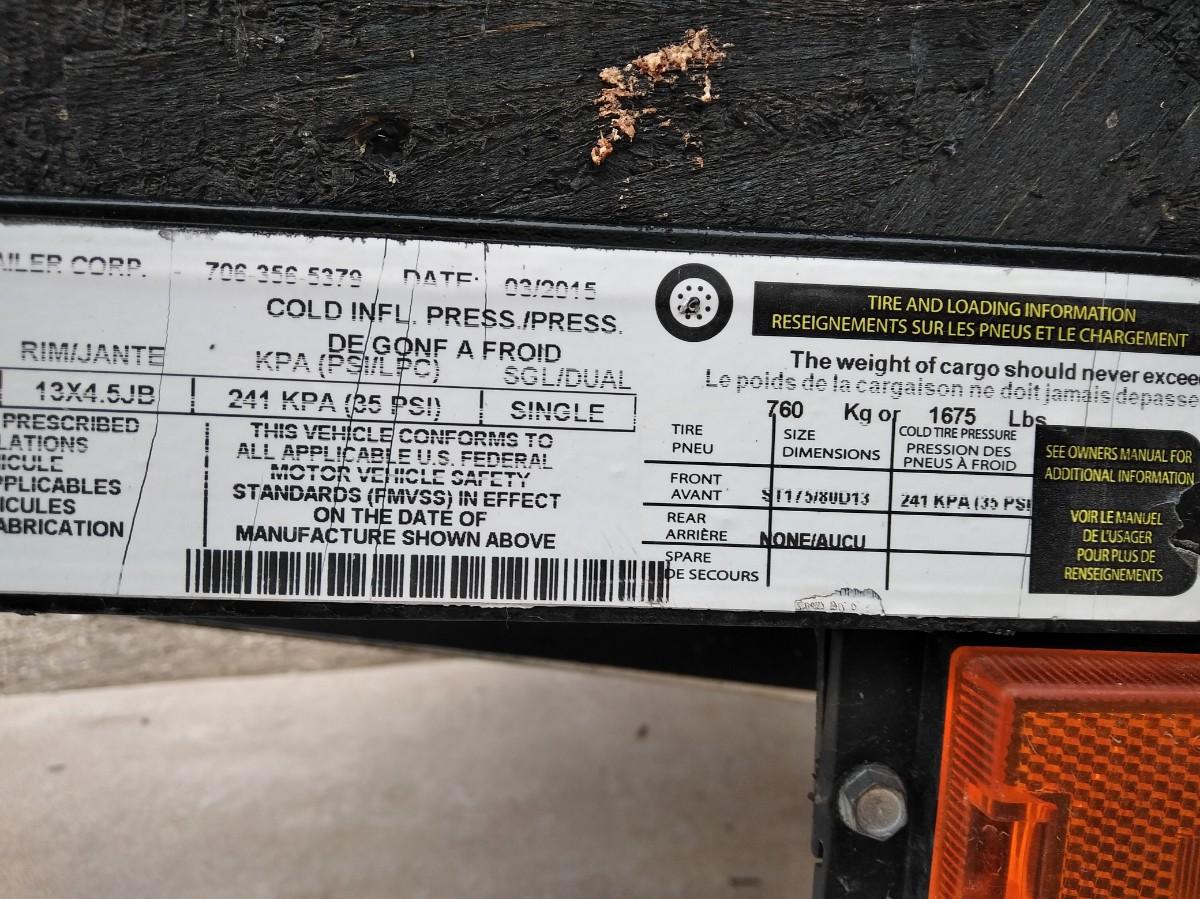 AILER CORP. 706-356-5379 DATE: 03/2015
COLD INFL. PRESS./PRESS.
DE GONF A FROID
RIM/JANTE KPA (PSI/LPC) SGL/DUAL
13X4.5JB 241 KPA (35 PSI) SINGLE
PRESCRIBED
LATIONS
ICULE
PPLICABLES
ICULES
ABRICATION
THIS VEHICLE CONFORMS TO
ALL APPLICABLE U.S. FEDERAL
MOTOR VEHICLE SAFETY
STANDARDS (FMVSS) IN EFFECT
ON THE DATE OF
MANUFACTURE SHOWN ABOVE
TIRE AND LOADING INFORMATION
RESEIGNEMENTS SUR LES PNEUS ET LE CHARGEMENT
The weight of cargo should never excee
Le poids de la cargaison ne doit jamais depasse
760 Kg or 1675 Lbs
TIRE
PNEU
SIZE
DIMENSIONS
COLD TIRE PRESSURE
PRESSION DES
PNEUS À FROID
FRONT
AVANT
ST175/80D13
241 KPA (35 PSI
REAR
ARRIÈRE
NONE/AUCU
SPARE
DE SECOURS
SEE OWNERS MANUAL FOR
ADDITIONAL INFORMATION
VOIR LE MANUEL
DE L'USAGER
POUR PLUS DE
RENSEIGNEMENTS